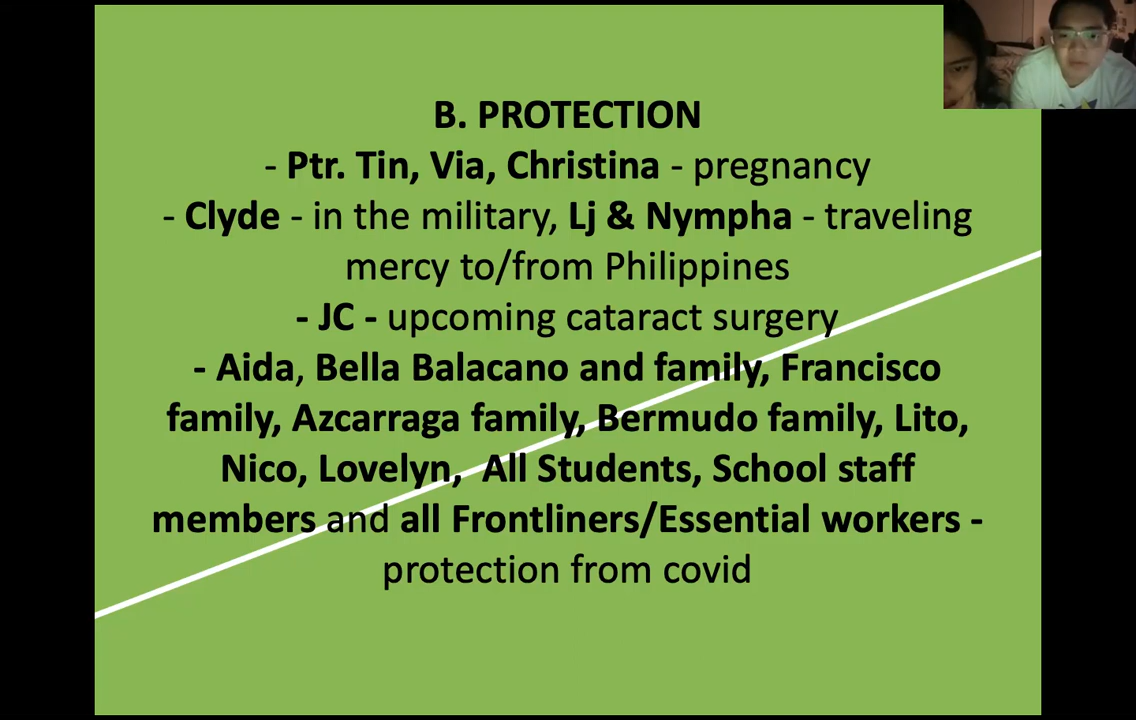 B. PROTECTION
- Ptr. Tin, Via, Christina - pregnancy
- Clyde - in the military, Lj & Nympha - traveling
mercy to/from Philippines
- JC - upcoming cataract surgery
- Aida, Bella Balacano and family, Francisco
family, Azcarraga family, Bermudo family, Lito,
Nico, Lovelyn,  All Students, School staff
members and all Frontliners/Essential workers -
protection from covid